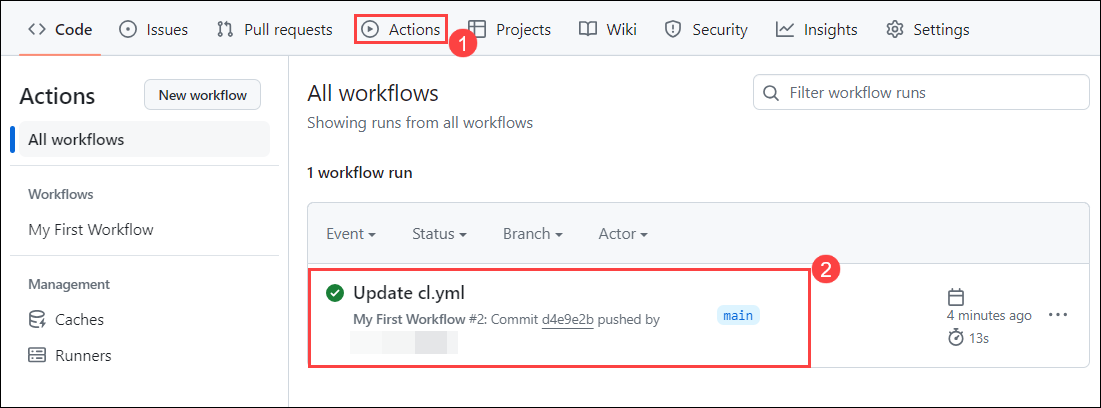 Code Issues Pull requests Actions Projects Wiki Security Insights Settings
1
Actions New workflow
All workflows
Workflows
My First Workflow
Management
Caches
Runners
All workflows
Filter workflow runs
Showing runs from all workflows
1 workflow run
Event Status Branch Actor
2
Update cl.yml
My First Workflow #2: Commit d4e9e2b pushed by
main
4 minutes ago
13s